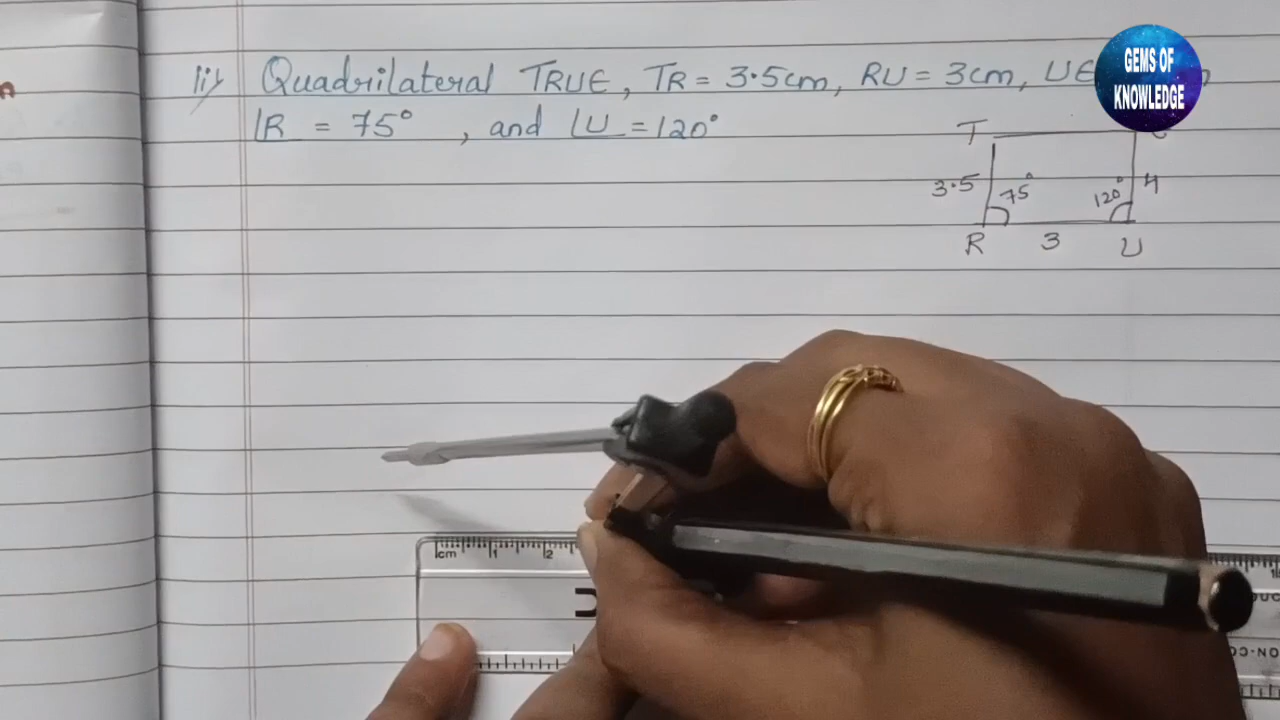 ii) Quadrilateral TRUE, TR = 3.5cm, RU = 3cm, UE
∠R = 75° , and ∠U = 120°
GEMS OF
KNOWLEDGE
T
3.5 75° 120° 4
R 3 U
cm 1 2